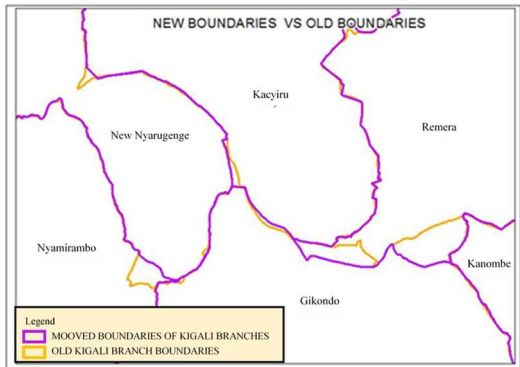 NEW BOUNDARIES VS OLD BOUNDARIES
Kacyiru
Remera
New Nyarugenge
Nyamirambo
Kanombe
Gikondo
Legend
MOOVED BOUNDARIES OF KIGALI BRANCHES
OLD KIGALI BRANCH BOUNDARIES